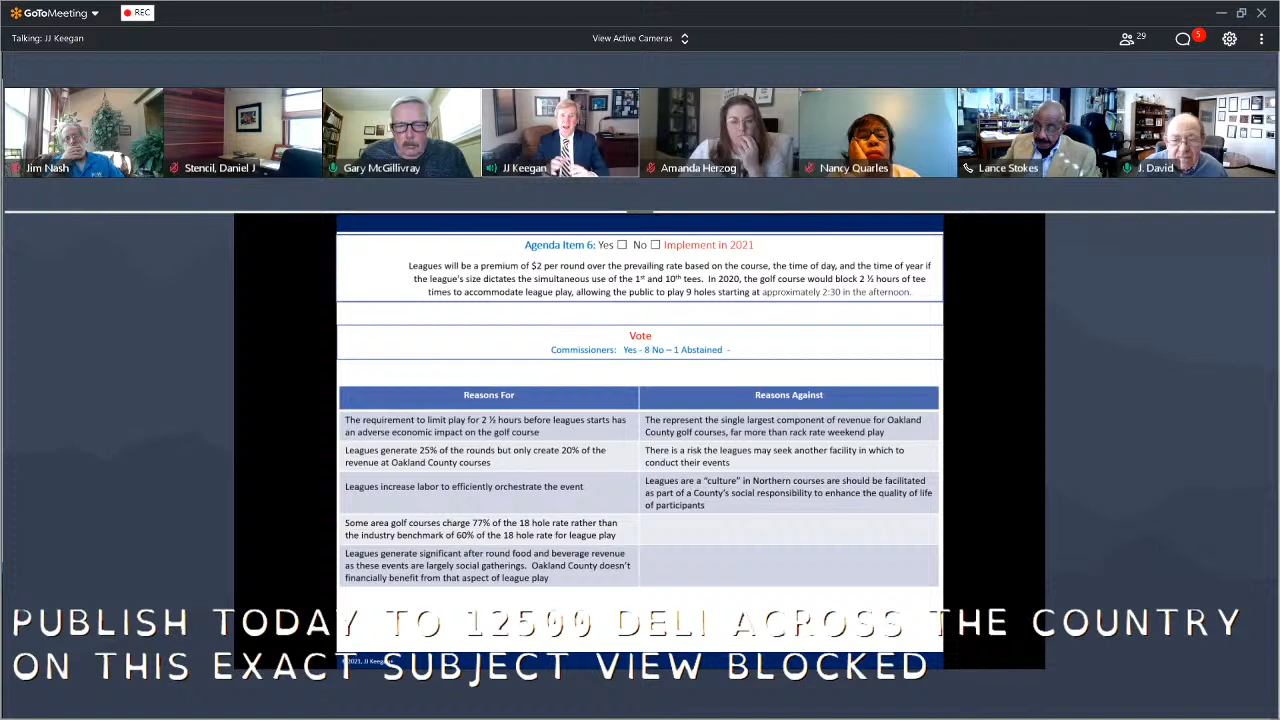 GoToMeeting
REC
Talking: JJ Keegan
View Active Cameras
29
5
Jim Nash
Stencil, Daniel J
Gary McGillivray
JJ Keegan
Amanda Herzog
Nancy Quarles
Lance Stokes
J. David
Agenda Item 6: Yes ☐ No ☐ Implement in 2021
Leagues will be a premium of $2 per round over the prevailing rate based on the course, the time of day, and the time of year if
the league's size dictates the simultaneous use of the 1st and 10th tees. In 2020, the golf course would block 2 ½ hours of tee
times to accommodate league play, allowing the public to play 9 holes starting at approximately 2:30 in the afternoon.
Vote
Commissioners: Yes - 8 No – 1 Abstained -
Reasons For
Reasons Against
The requirement to limit play for 2 ½ hours before leagues starts has
an adverse economic impact on the golf course
The represent the single largest component of revenue for Oakland
County golf courses, far more than rack rate weekend play
Leagues generate 25% of the rounds but only create 20% of the
revenue at Oakland County courses
There is a risk the leagues may seek another facility in which to
conduct their events
Leagues increase labor to efficiently orchestrate the event
Leagues are a “culture” in Northern courses are should be facilitated
as part of a County's social responsibility to enhance the quality of life
of participants
Some area golf courses charge 77% of the 18 hole rate rather than
the industry benchmark of 60% of the 18 hole rate for league play
Leagues generate significant after round food and beverage revenue
as these events are largely social gatherings. Oakland County doesn't
financially benefit from that aspect of league play
PUBLISH TODAY TO 12500 DELI ACROSS THE COUNTRY
ON THIS EXACT SUBJECT VIEW BLOCKED
©2021, JJ Keegan